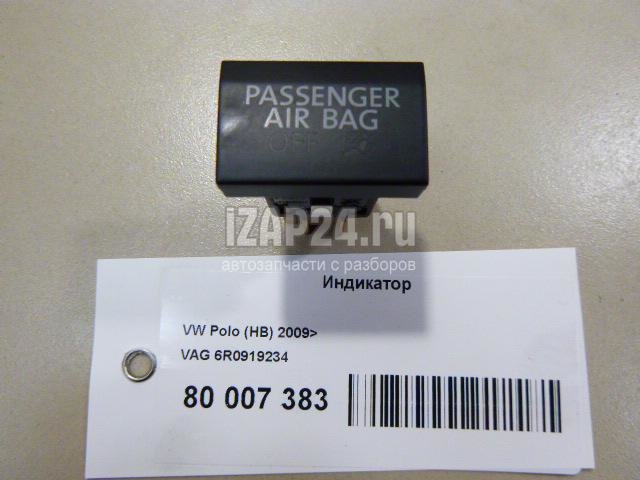 PASSENGER
AIR BAG
OFF
iZAP24.ru
автозапчасти с разборов
Индикатор
VW Polo (HB) 2009>
VAG 6R0919234
80 007 383